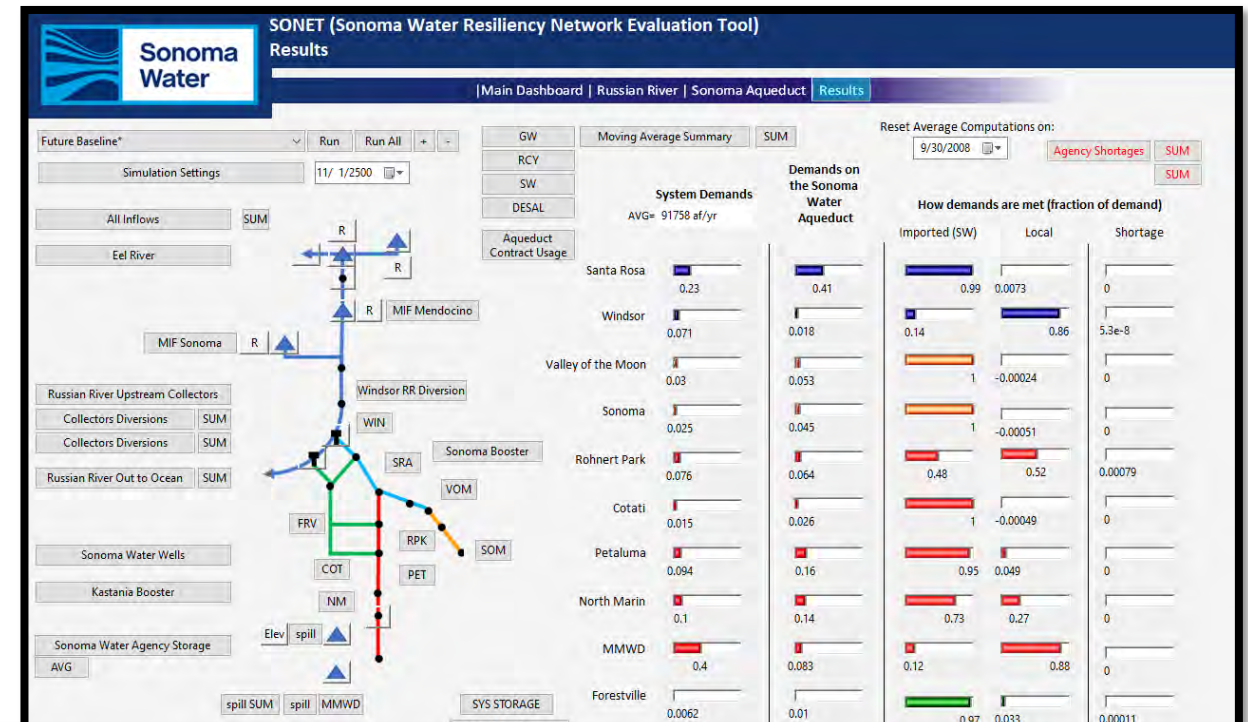 SONET (Sonoma Water Resiliency Network Evaluation Tool)
Results
Sonoma
Water
|Main Dashboard | Russian River | Sonoma Aqueduct | Results
Future Baseline*
Run
Run All
+
-
Simulation Settings
11/ 1/2500
All Inflows
SUM
Eel River
GW
RCY
SW
DESAL
Aqueduct
Contract Usage
Moving Average Summary
SUM
Reset Average Computations on:
9/30/2008
Agency Shortages
SUM
SUM
System Demands
AVG= 91758 af/yr
Demands on
the Sonoma
Water
Aqueduct
How demands are met (fraction of demand)
Imported (SW)
Local
Shortage
R
R
R
MIF Mendocino
MIF Sonoma
R
Russian River Upstream Collectors
Collectors Diversions
SUM
Collectors Diversions
SUM
Russian River Out to Ocean
SUM
Windsor RR Diversion
WIN
SRA
Sonoma Booster
VOM
FRV
RPK
SOM
COT
PET
NM
Sonoma Water Wells
Kastania Booster
Sonoma Water Agency Storage
AVG
Elev
spill
spill SUM
spill
MMWD
SYS STORAGE
Santa Rosa
0.23
0.41
0.99
0.0073
0
Windsor
0.071
0.018
0.14
0.86
5.3e-8
Valley of the Moon
0.03
0.053
1
-0.00024
0
Sonoma
0.025
0.045
1
-0.00051
0
Rohnert Park
0.076
0.064
0.48
0.52
0.00079
Cotati
0.015
0.026
1
-0.00049
0
Petaluma
0.094
0.16
0.95
0.049
0
North Marin
0.1
0.14
0.73
0.27
0
MMWD
0.4
0.083
0.12
0.88
0
Forestville
0.0062
0.01
0.97
0.033
0.00011